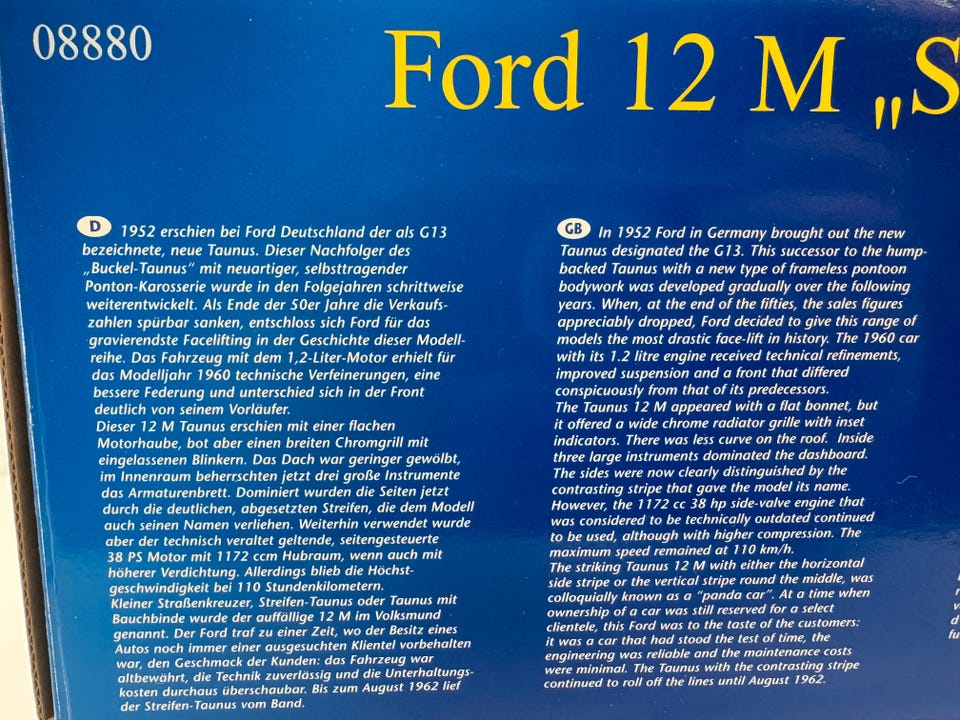 08880
Ford 12 M „S
D 1952 erschien bei Ford Deutschland der als G13
bezeichnete, neue Taunus. Dieser Nachfolger des
„Buckel-Taunus“ mit neuartiger, selbsttragender
Ponton-Karosserie wurde in den Folgejahren schrittweise
weiterentwickelt. Als Ende der 50er Jahre die Verkaufs-
zahlen spürbar sanken, entschloss sich Ford für das
gravierendste Facelifting in der Geschichte dieser Modell-
reihe. Das Fahrzeug mit dem 1,2-Liter-Motor erhielt für
das Modelljahr 1960 technische Verfeinerungen, eine
bessere Federung und unterschied sich in der Front
deutlich von seinem Vorläufer.
Dieser 12 M Taunus erschien mit einer flachen
Motorhaube, bot aber einen breiten Chromgrill mit
eingelassenen Blinkern. Das Dach war geringer gewölbt,
im Innenraum beherrschten jetzt drei große Instrumente
das Armaturenbrett. Dominiert wurden die Seiten jetzt
durch die deutlichen, abgesetzten Streifen, die dem Modell
auch seinen Namen verliehen. Weiterhin verwendet wurde
aber der technisch veraltet geltende, seitengesteuerte
38 PS Motor mit 1172 ccm Hubraum, wenn auch mit
höherer Verdichtung. Allerdings blieb die Höchst-
geschwindigkeit bei 110 Stundenkilometern.
Kleiner Straßenkreuzer, Streifen-Taunus oder Taunus mit
Bauchbinde wurde der auffällige 12 M im Volksmund
genannt. Der Ford traf zu einer Zeit, wo der Besitz eines
Autos noch immer einer ausgesuchten Klientel vorbehalten
war, den Geschmack der Kunden: das Fahrzeug war
altbewährt, die Technik zuverlässig und die Unterhaltungs-
kosten durchaus überschaubar. Bis zum August 1962 lief
der Streifen-Taunus vom Band.
GB In 1952 Ford in Germany brought out the new
Taunus designated the G13. This successor to the hump-
backed Taunus with a new type of frameless pontoon
bodywork was developed gradually over the following
years. When, at the end of the fifties, the sales figures
appreciably dropped, Ford decided to give this range of
models the most drastic face-lift in history. The 1960 car
with its 1.2 litre engine received technical refinements,
improved suspension and a front that differed
conspicuously from that of its predecessors.
The Taunus 12 M appeared with a flat bonnet, but
it offered a wide chrome radiator grille with inset
indicators. There was less curve on the roof. Inside
three large instruments dominated the dashboard.
The sides were now clearly distinguished by the
contrasting stripe that gave the model its name.
However, the 1172 cc 38 hp side-valve engine that
was considered to be technically outdated continued
to be used, although with higher compression. The
maximum speed remained at 110 km/h.
The striking Taunus 12 M with either the horizontal
side stripe or the vertical stripe round the middle, was
colloquially known as a “panda car”. At a time when
ownership of a car was still reserved for a select
clientele, this Ford was to the taste of the customers:
it was a car that had stood the test of time, the
engineering was reliable and the maintenance costs
were minimal. The Taunus with the contrasting stripe
continued to roll off the lines until August 1962.